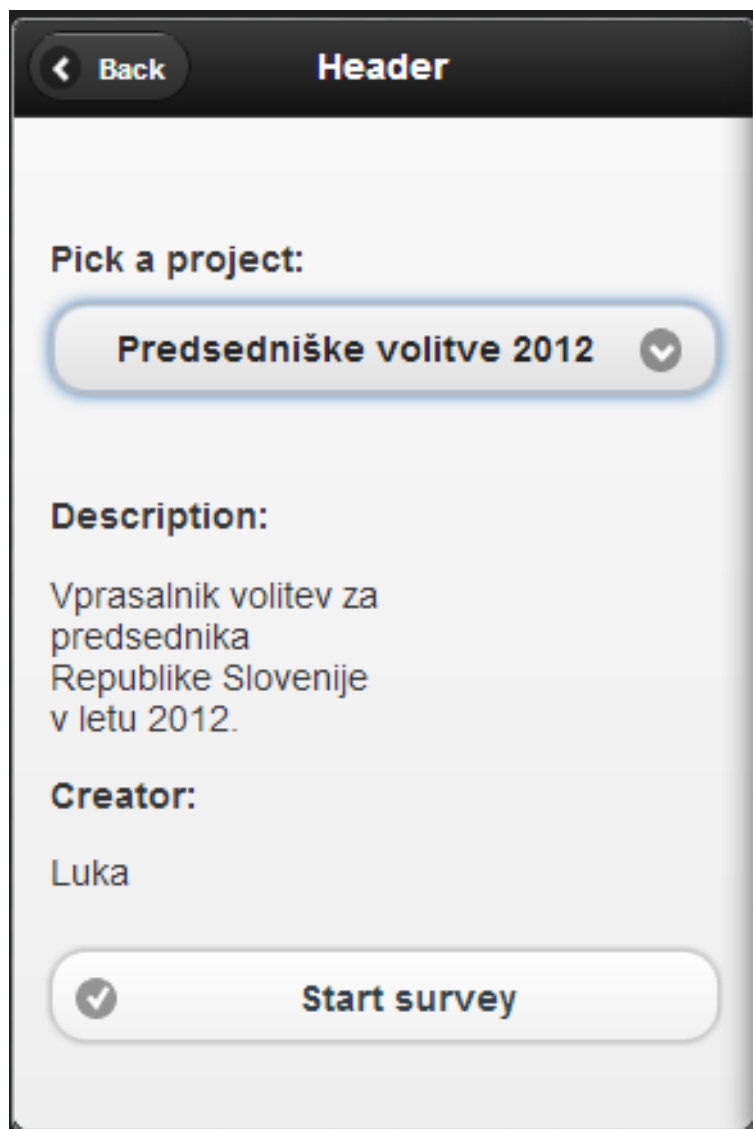 Back
Header
Pick a project:
Predsedniške volitve 2012
Description:
Vprasalnik volitev za
predsednika
Republike Slovenije
v letu 2012.
Creator:
Luka
Start survey